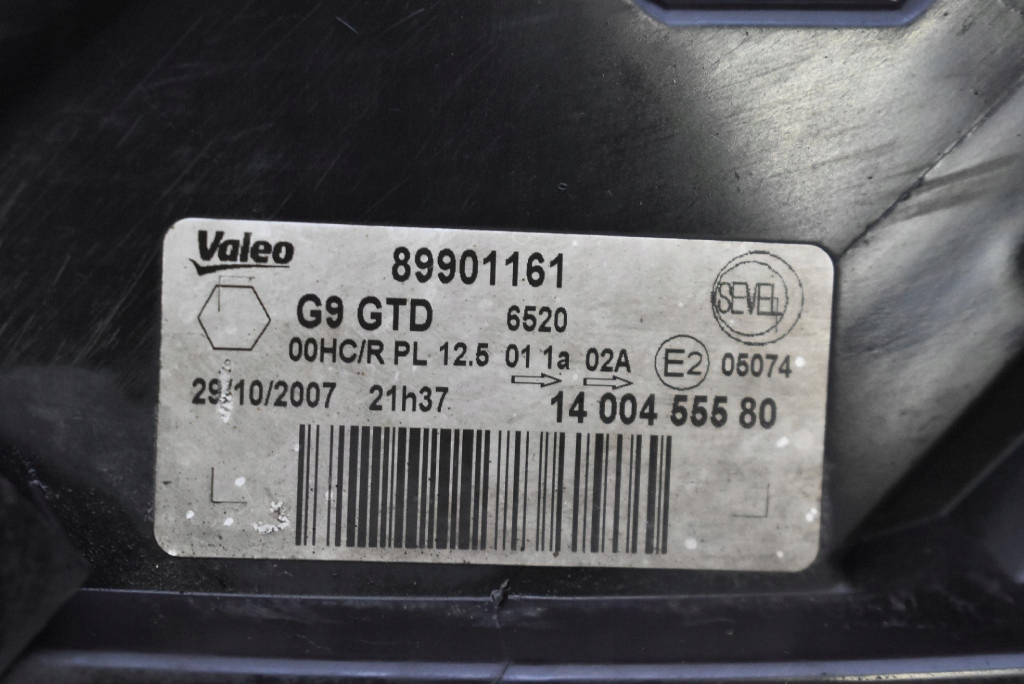 Valeo 89901161
SEVEL
G9 GTD 6520
00HC/R PL 12.5 01 1a 02A E2 05074
29/10/2007 21h37 14 004 555 80